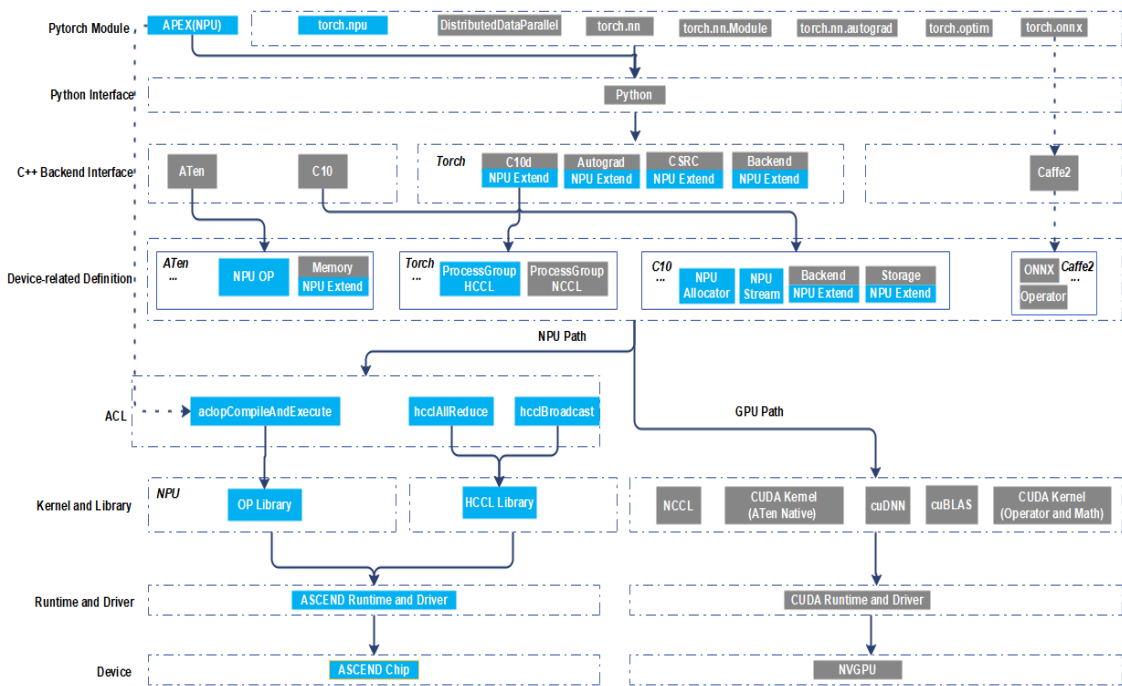 Pytorch Module
APEX(NPU)
torch.npu
DistributedDataParallel
torch.nn
torch.nn.Module
torch.nn.autograd
torch.optim
torch.onnx
Python Interface
Python
C++ Backend Interface
ATen
C10
Torch
C10d
NPU Extend
Autograd
NPU Extend
CSRC
NPU Extend
Backend
NPU Extend
Caffe2
Device-related Definition
ATen
...
NPU OP
Memory
NPU Extend
Torch
...
ProcessGroup
HCCL
ProcessGroup
NCCL
C10
...
NPU
Allocator
NPU
Stream
Backend
NPU Extend
Storage
NPU Extend
ONNX
Operator
Caffe2
...
NPU Path
GPU Path
ACL
aclopCompileAndExecute
hcclAllReduce
hcclBroadcast
Kernel and Library
NPU
OP Library
HCCL Library
NCCL
CUDA Kernel
(ATen Native)
cuDNN
cuBLAS
CUDA Kernel
(Operator and Math)
Runtime and Driver
ASCEND Runtime and Driver
CUDA Runtime and Driver
Device
ASCEND Chip
NVGPU